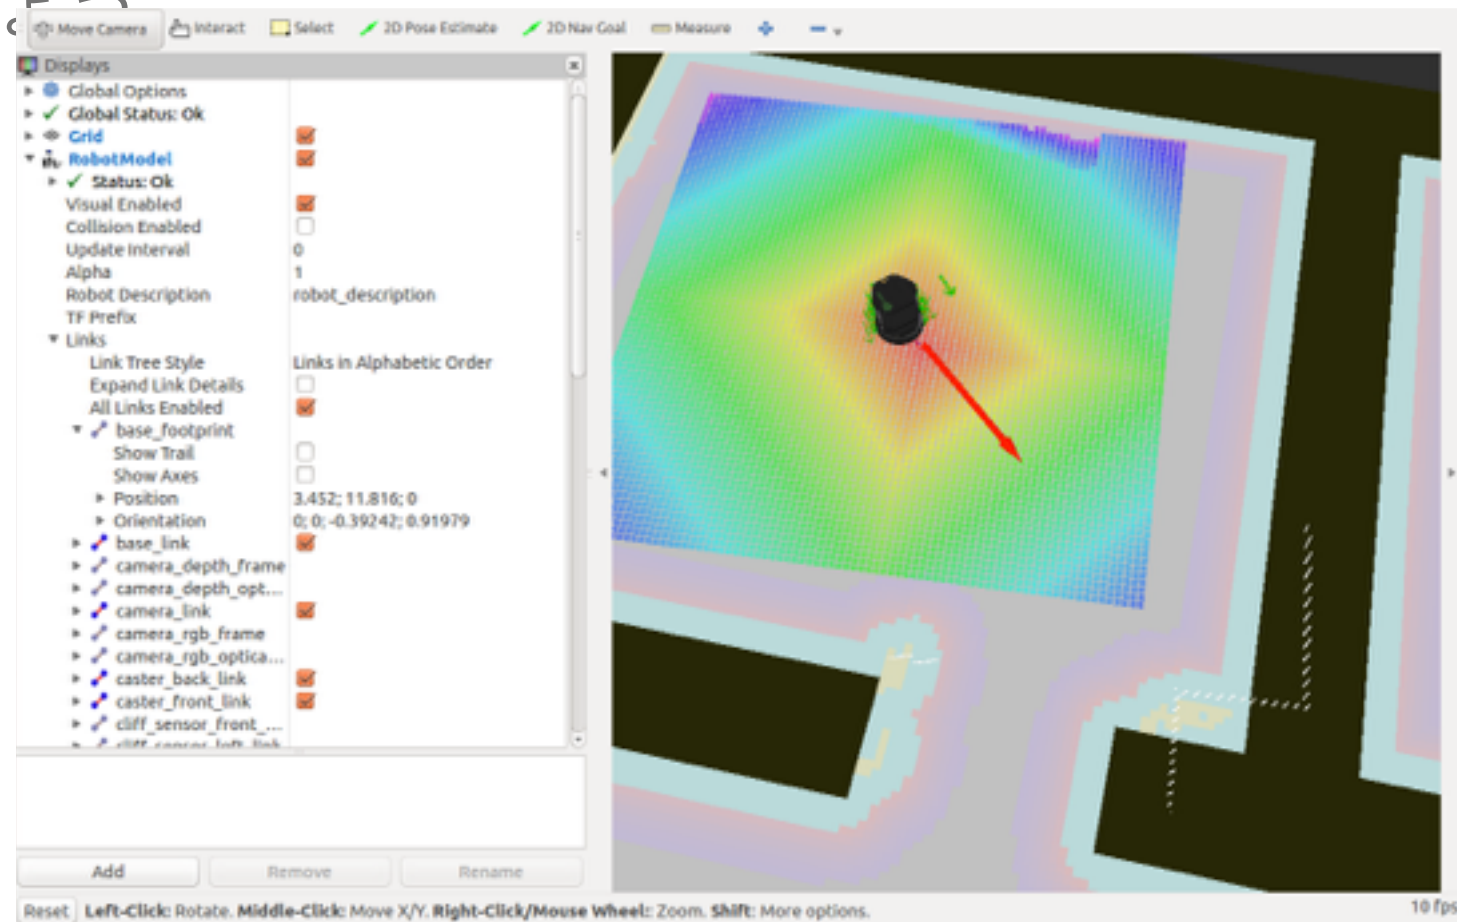 Move Camera Interact Select 2D Pose Estimate 2D Nav Goal Measure
Displays
Global Options
Global Status: Ok
Grid
RobotModel
Status: Ok
Visual Enabled
Collision Enabled
Update Interval 0
Alpha 1
Robot Description robot_description
TF Prefix
Links
Link Tree Style Links in Alphabetic Order
Expand Link Details
All Links Enabled
base_footprint
Show Trail
Show Axes
Position 3.452; 11.816; 0
Orientation 0; 0; -0.39242; 0.91979
base_link
camera_depth_frame
camera_depth_opt...
camera_link
camera_rgb_frame
camera_rgb_optica...
caster_back_link
caster_front_link
cliff_sensor_front_...
cliff_sensor_left_link
Add Remove Rename
Reset Left-Click: Rotate. Middle-Click: Move X/Y. Right-Click/Mouse Wheel: Zoom. Shift: More options. 10 fps